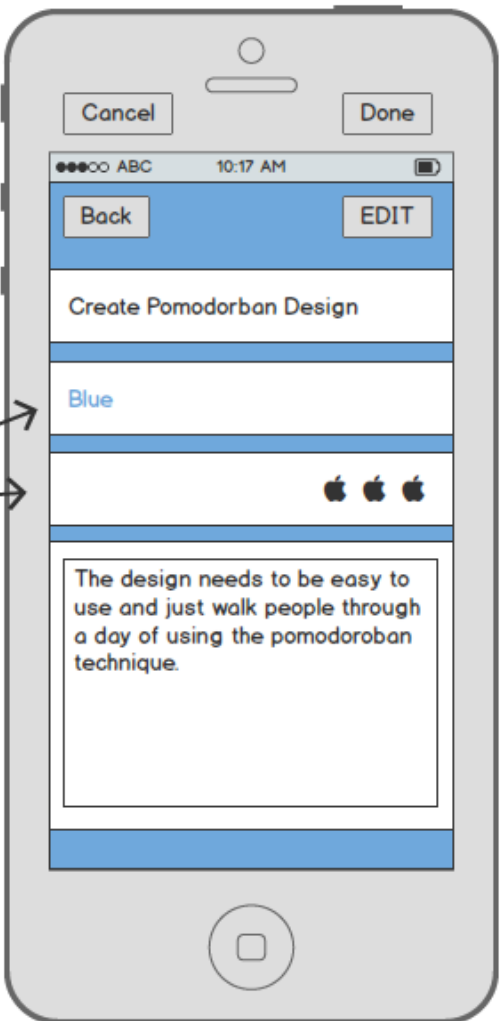 Cancel Done
ABC 10:17 AM
Back EDIT
Create Pomodorban Design
Blue
The design needs to be easy to
use and just walk people through
a day of using the pomodoroban
technique.